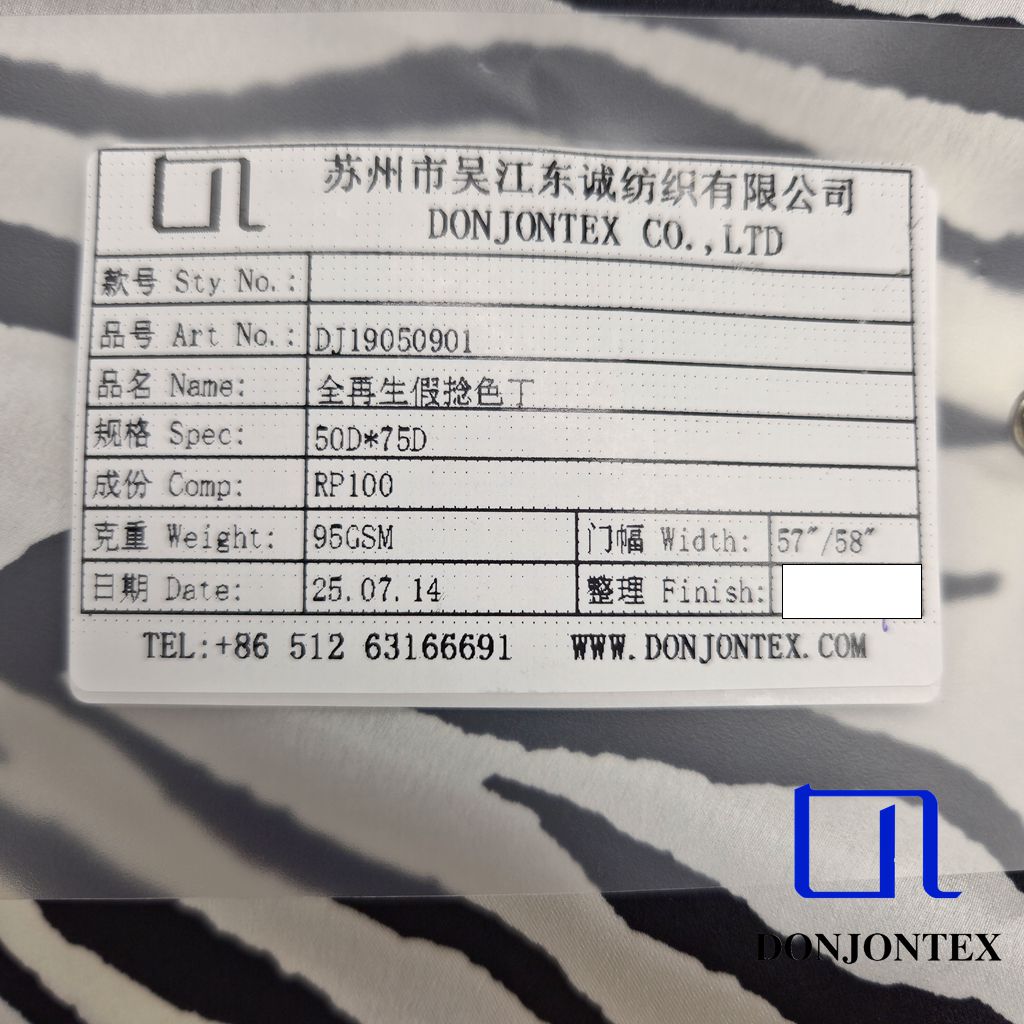 苏州市吴江东诚纺织有限公司
DONJONTEX CO.,LTD
款号 Sty No.:
品号 Art No.: DJ19050901
品名 Name: 全再生假捻色丁
规格 Spec: 50D*75D
成份 Comp: RP100
克重 Weight: 95GSM 门幅 Width: 57″/58″
日期 Date: 25.07.14 整理 Finish:
TEL:+86 512 63166691 WWW.DONJONTEX.COM
DONJONTEX